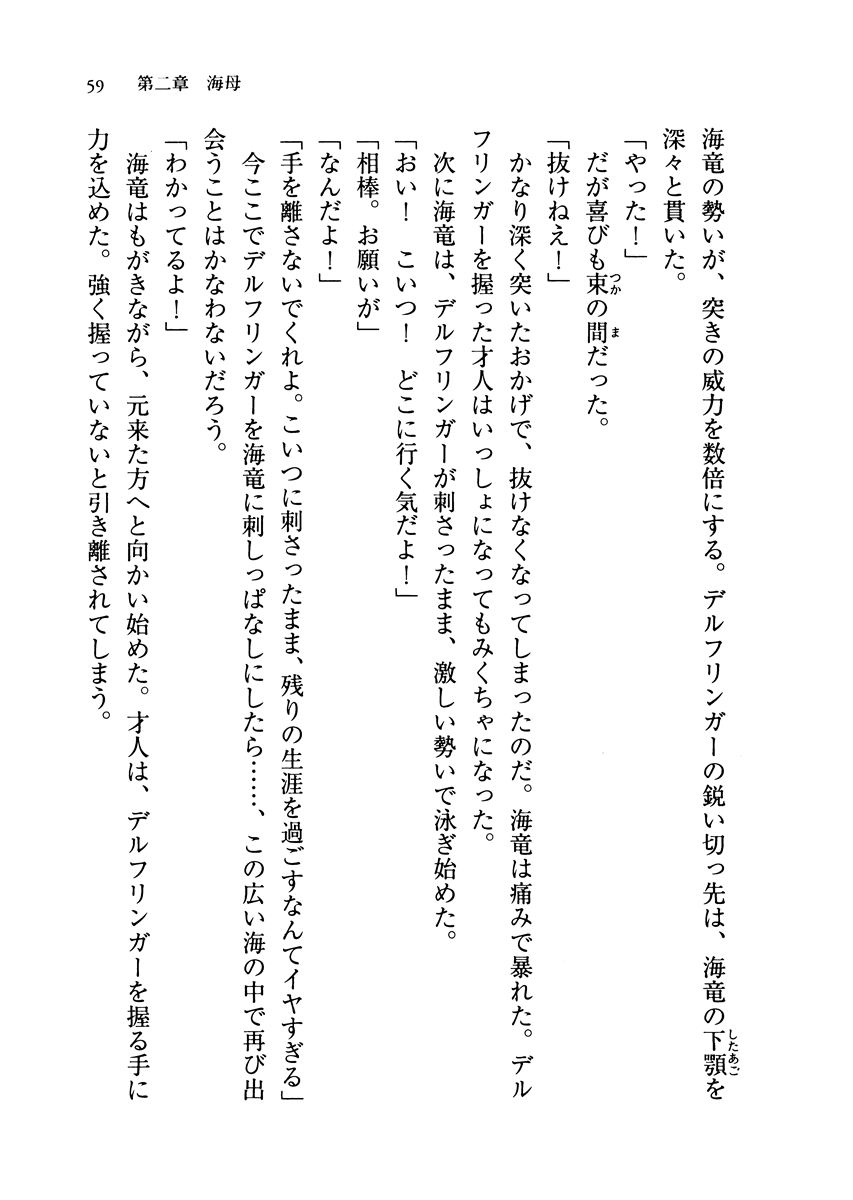 59　第二章　海母
海竜の勢いが、突きの威力を数倍にする。デルフリンガーの鋭い切っ先は、海竜の下顎を
深々と貫いた。
「やった！」
　だが喜びも束の間だった。
「抜けねえ！」
　かなり深く突いたおかげで、抜けなくなってしまったのだ。海竜は痛みで暴れた。デル
フリンガーを握った才人はいっしょになってもみくちゃになった。
　次に海竜は、デルフリンガーが刺さったまま、激しい勢いで泳ぎ始めた。
「おい！　こいつ！　どこに行く気だよ！」
「相棒。お願いが」
「なんだよ！」
「手を離さないでくれよ。こいつに刺さったまま、残りの生涯を過ごすなんてイヤすぎる」
　今ここでデルフリンガーを海竜に刺しっぱなしにしたら……、この広い海の中で再び出
会うことはかなわないだろう。
「わかってるよ！」
　海竜はもがきながら、元来た方へと向かい始めた。才人は、デルフリンガーを握る手に
力を込めた。強く握っていないと引き離されてしまう。